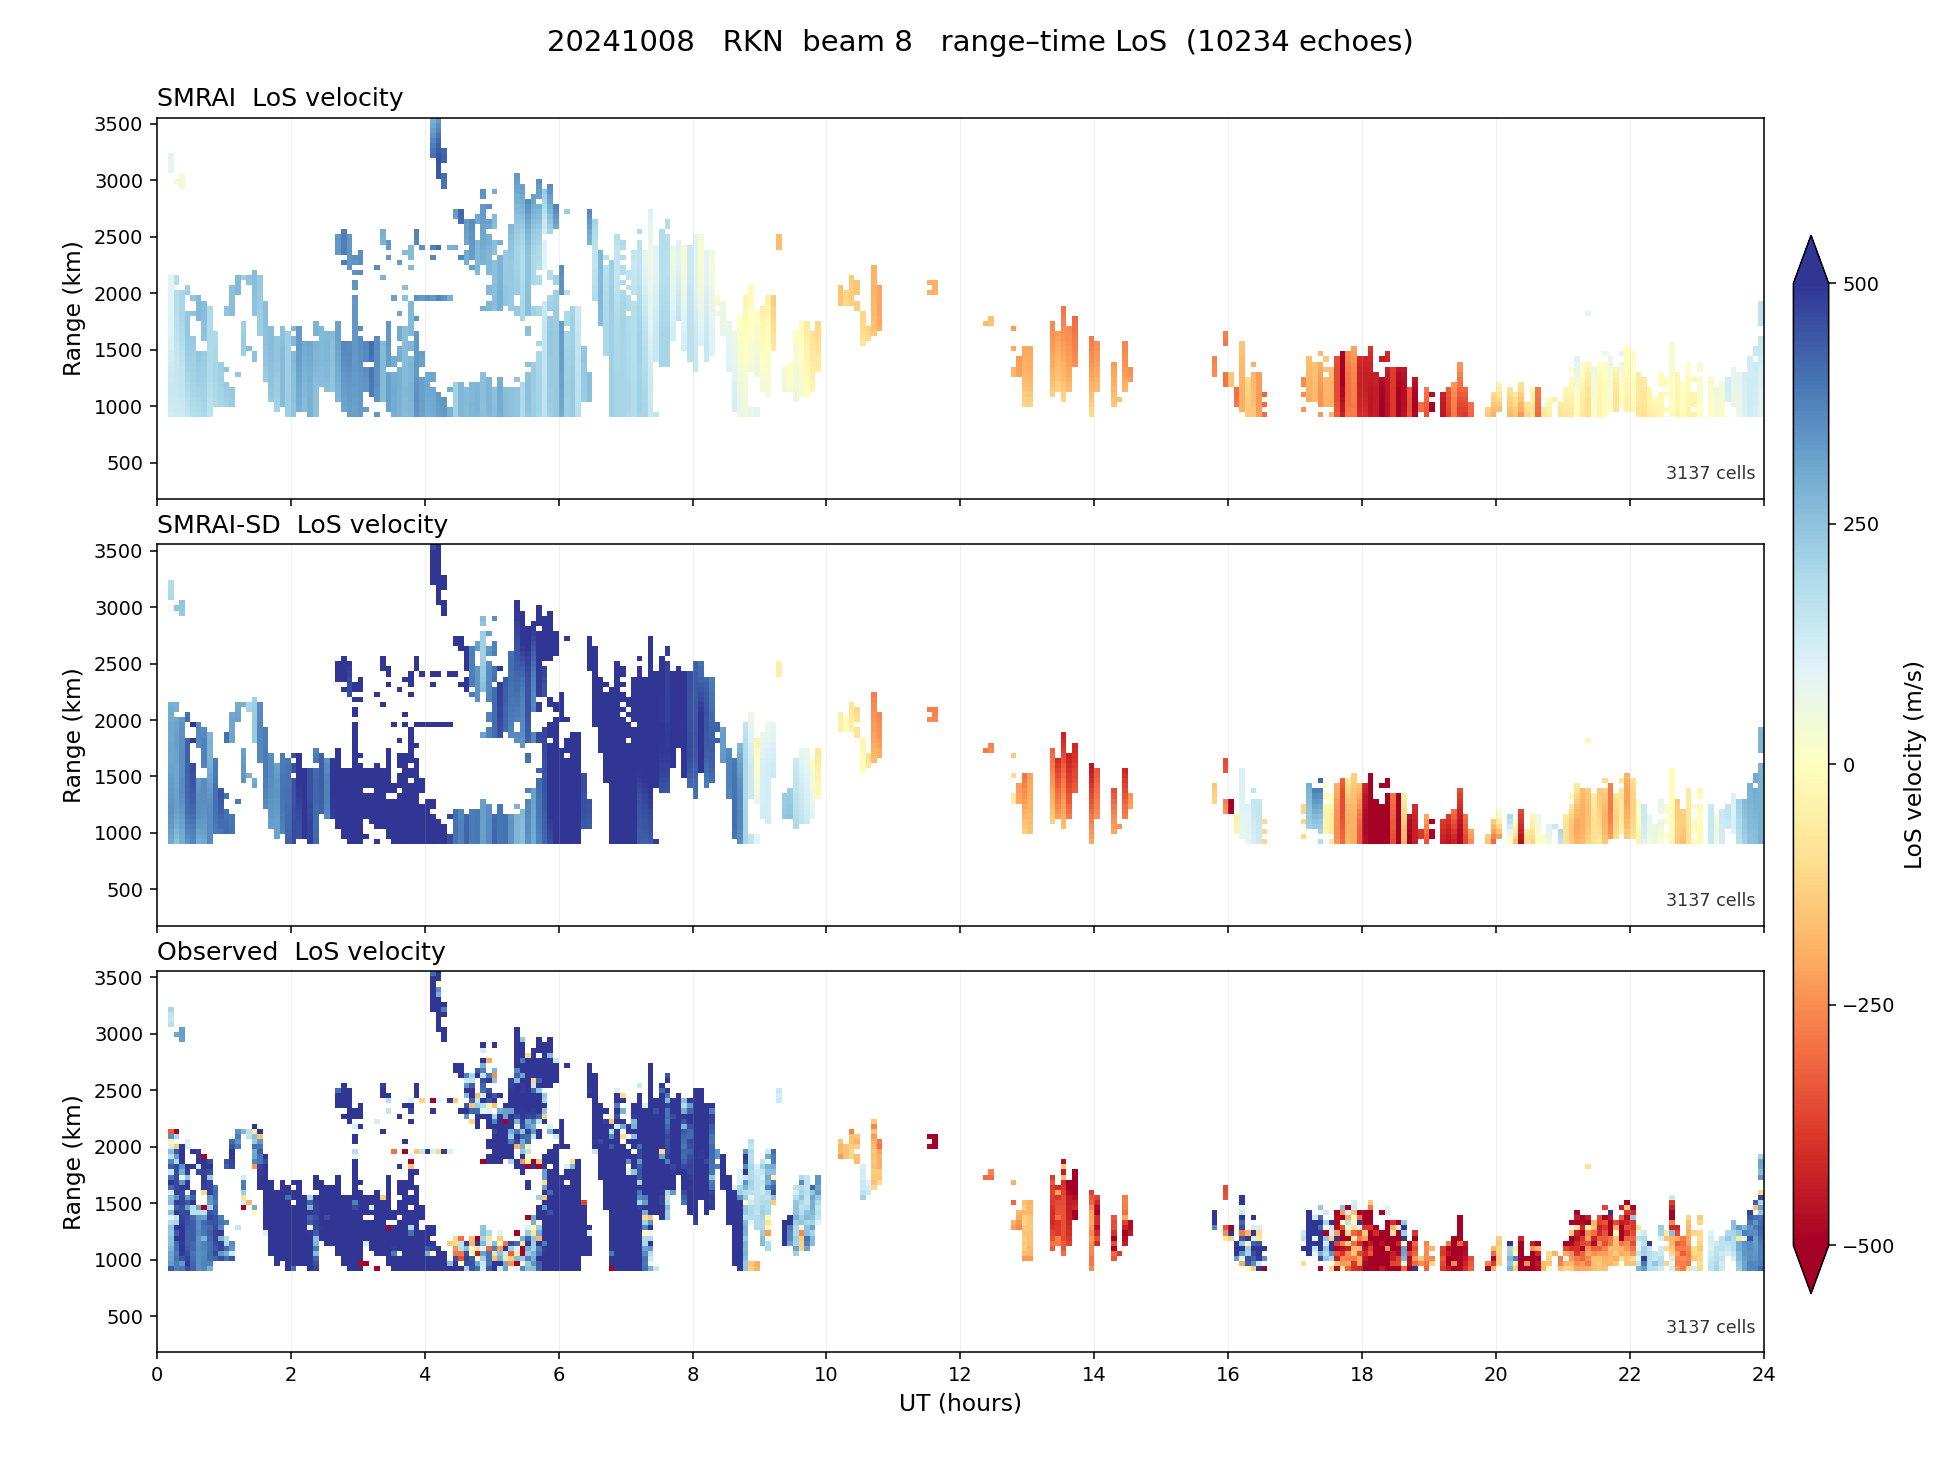 20241008 RKN beam 8 range–time LoS (10234 echoes)
SMRAI LoS velocity
3500
3000
2500
2000
1500
1000
500
Range (km)
3137 cells
SMRAI-SD LoS velocity
3500
3000
2500
2000
1500
1000
500
Range (km)
3137 cells
Observed LoS velocity
3500
3000
2500
2000
1500
1000
500
Range (km)
3137 cells
0 2 4 6 8 10 12 14 16 18 20 22 24
UT (hours)
500
250
0
−250
−500
LoS velocity (m/s)